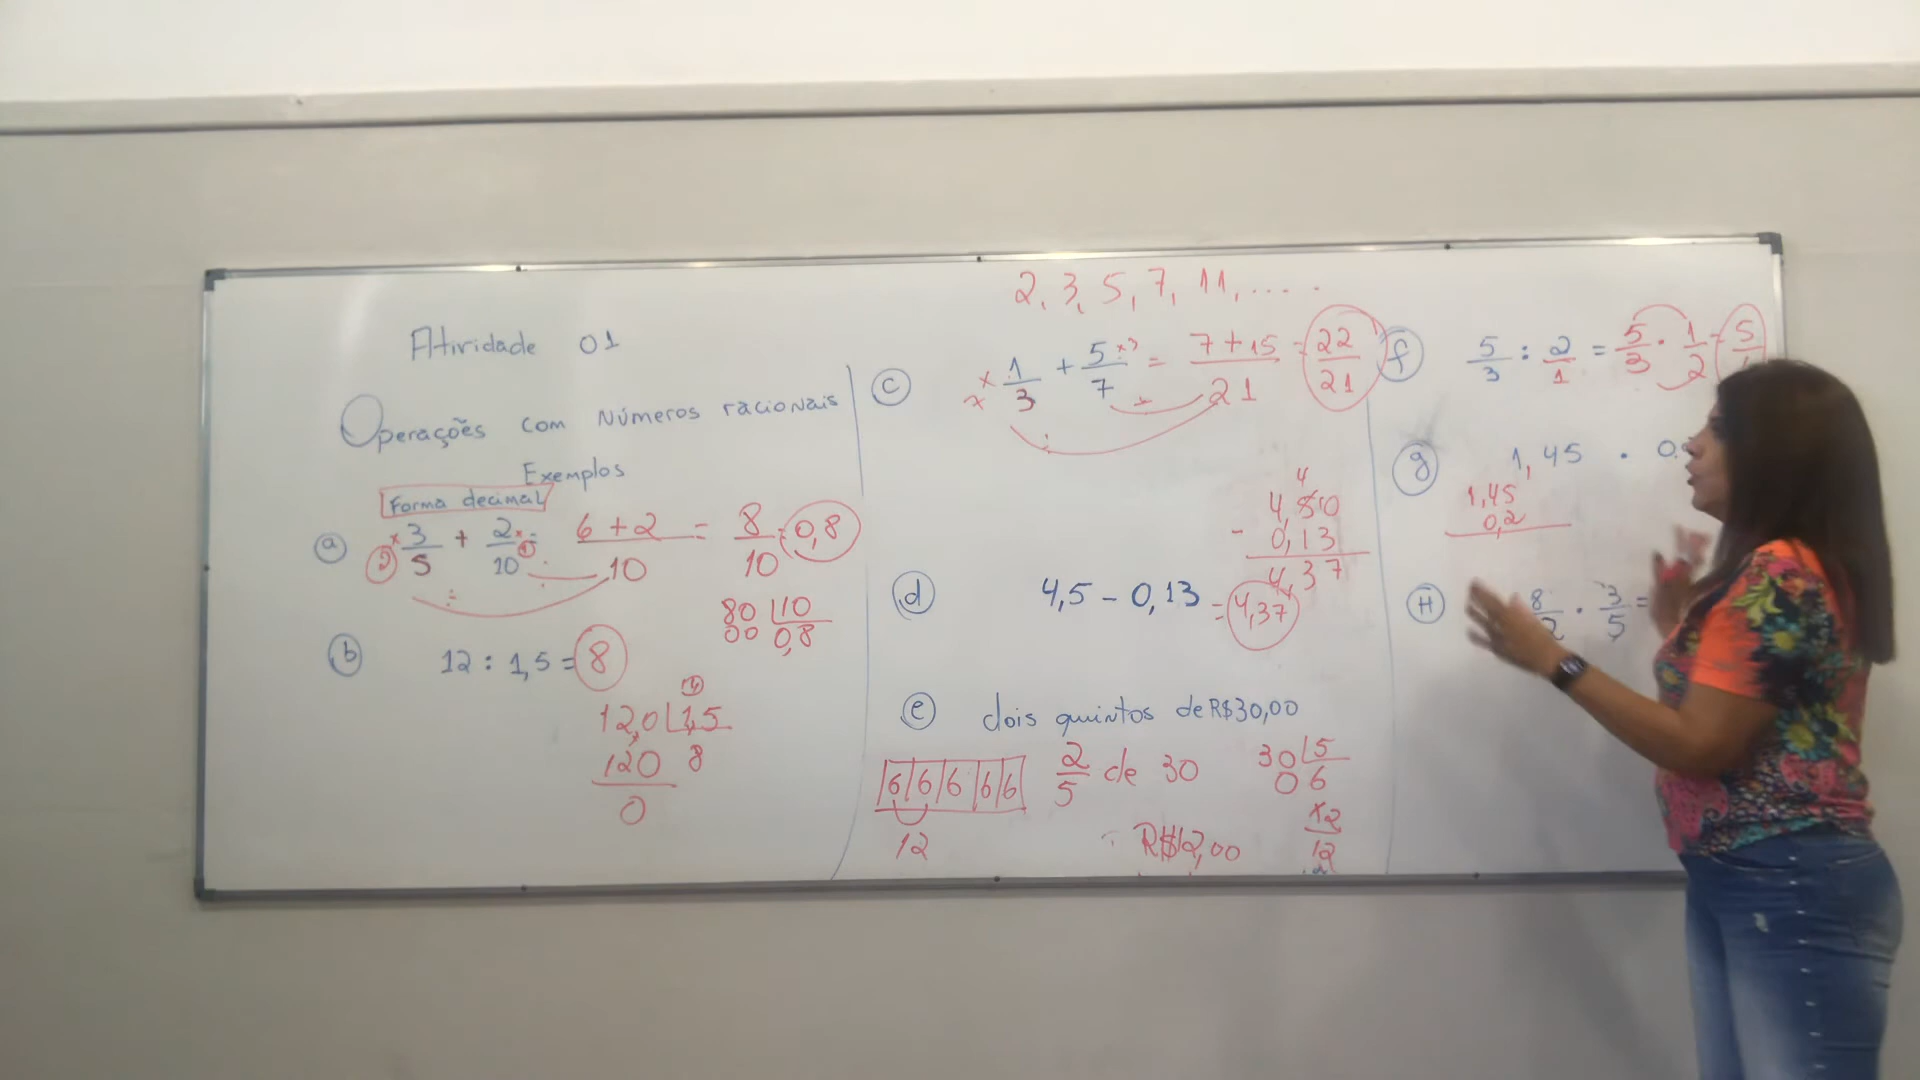 Atividade 01
Operações com Números racionais
Exemplos
Forma decimal
a 3/5 + 2/10 = 6+2/10 = 8/10 = 0,8
80 10
00 0,8
b 12 : 1,5 = 8
12,0 1,5
120 8
0
2, 3, 5, 7, 11, .....
c 1/3 + 5/7 = 7+15/21 = 22/21
4
4,50
- 0,13
4,37
d 4,5 - 0,13 = 4,37
e dois quintos de R$30,00
6 6 6 6 6
12
2/5 de 30
30 5
0 6
x2
12
R$12,00
f 5/3 : 2/1 = 5/3 . 1/2 = 5
g 1,45 .
1,45
0,2
H 8/2 . 3/5 =